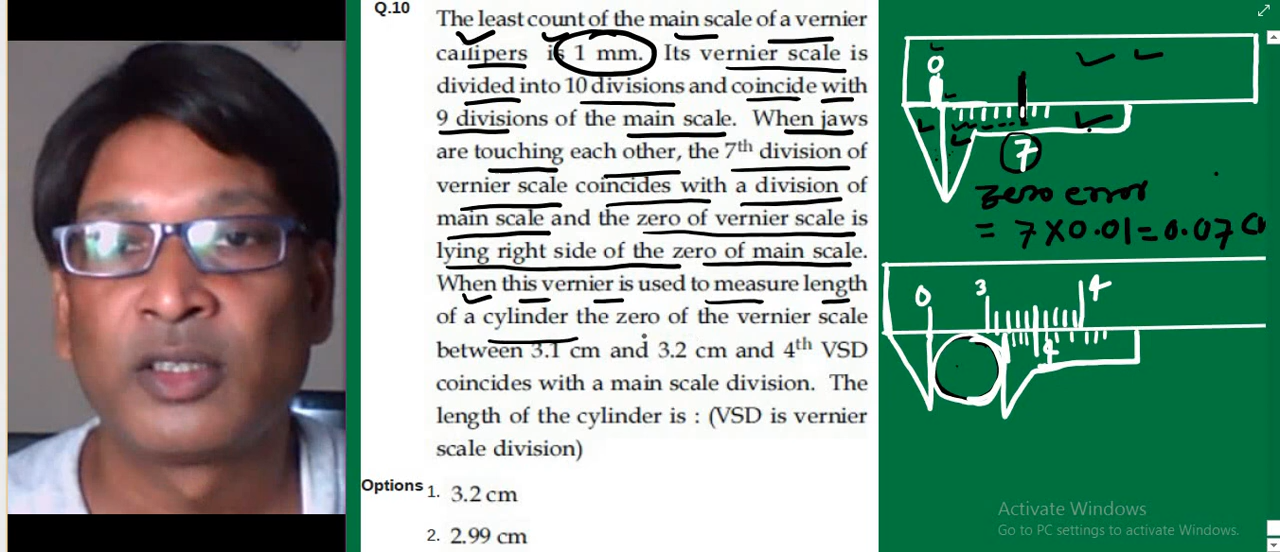 Q.10
The least count of the main scale of a vernier
callipers is 1 mm. Its vernier scale is
divided into 10 divisions and coincide with
9 divisions of the main scale. When jaws
are touching each other, the 7th division of
vernier scale coincides with a division of
main scale and the zero of vernier scale is
lying right side of the zero of main scale.
When this vernier is used to measure length
of a cylinder the zero of the vernier scale
between 3.1 cm and 3.2 cm and 4th VSD
coincides with a main scale division. The
length of the cylinder is : (VSD is vernier
scale division)
Options
1. 3.2 cm
2. 2.99 cm
0
7
zero error
= 7 X 0.01 = 0.07 C
0 3 4
4
Activate Windows
Go to PC settings to activate Windows.